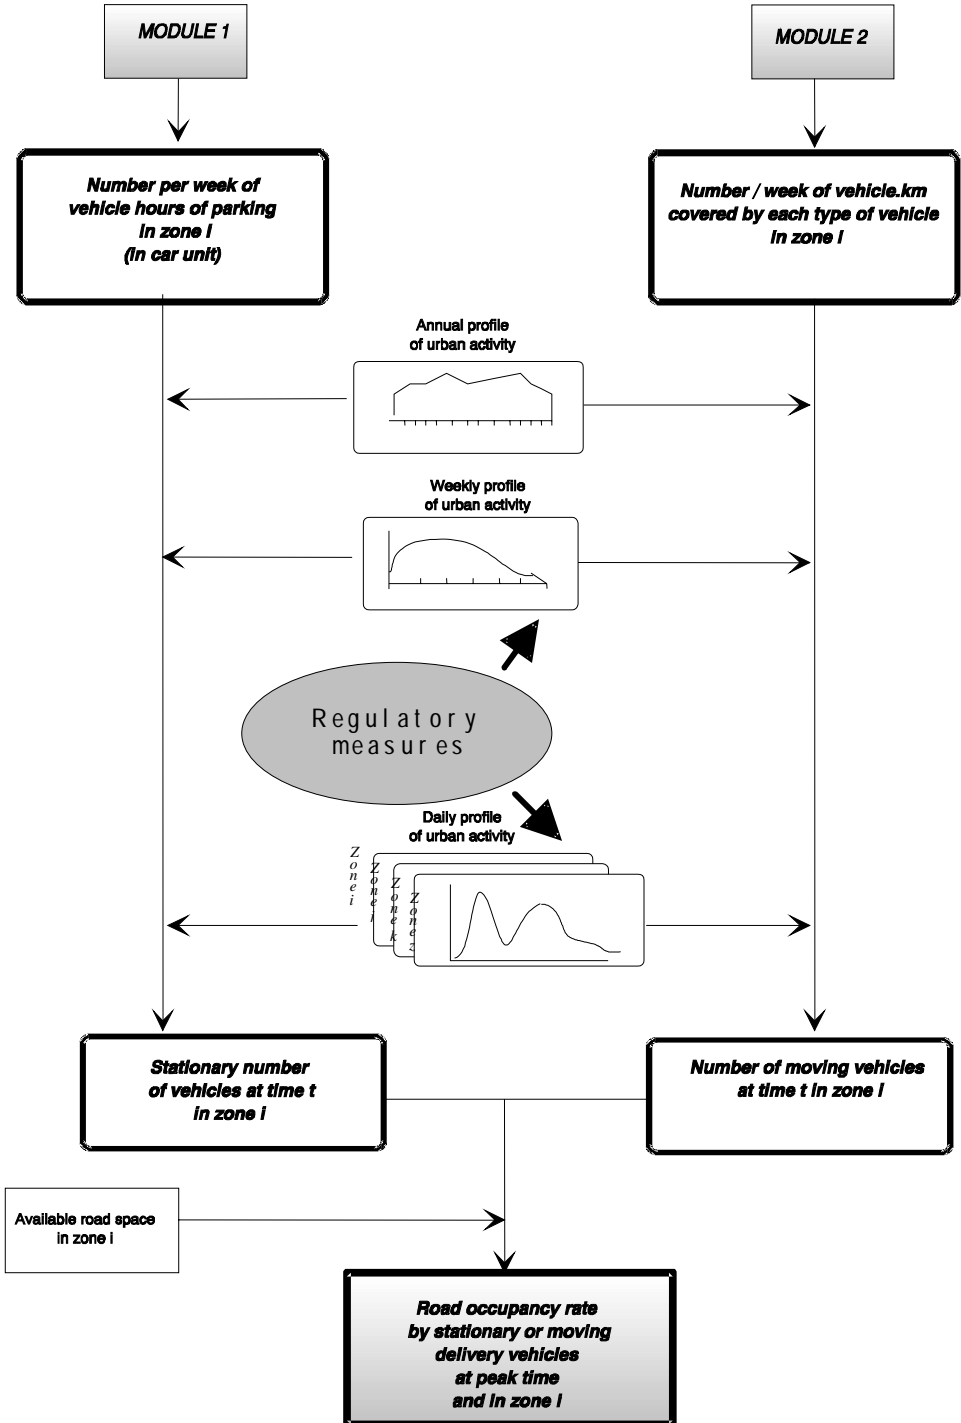 MODULE 1
MODULE 2
Number per week of
vehicle hours of parking
in zone i
(in car unit)
Number / week of vehicle.km
covered by each type of vehicle
in zone i
Annual profile
of urban activity
Weekly profile
of urban activity
Regulatory
measures
Daily profile
of urban activity
Zone i
Zone i
Zone k
Zone z
Stationary number
of vehicles at time t
in zone i
Number of moving vehicles
at time t in zone i
Available road space
in zone i
Road occupancy rate
by stationary or moving
delivery vehicles
at peak time
and in zone i